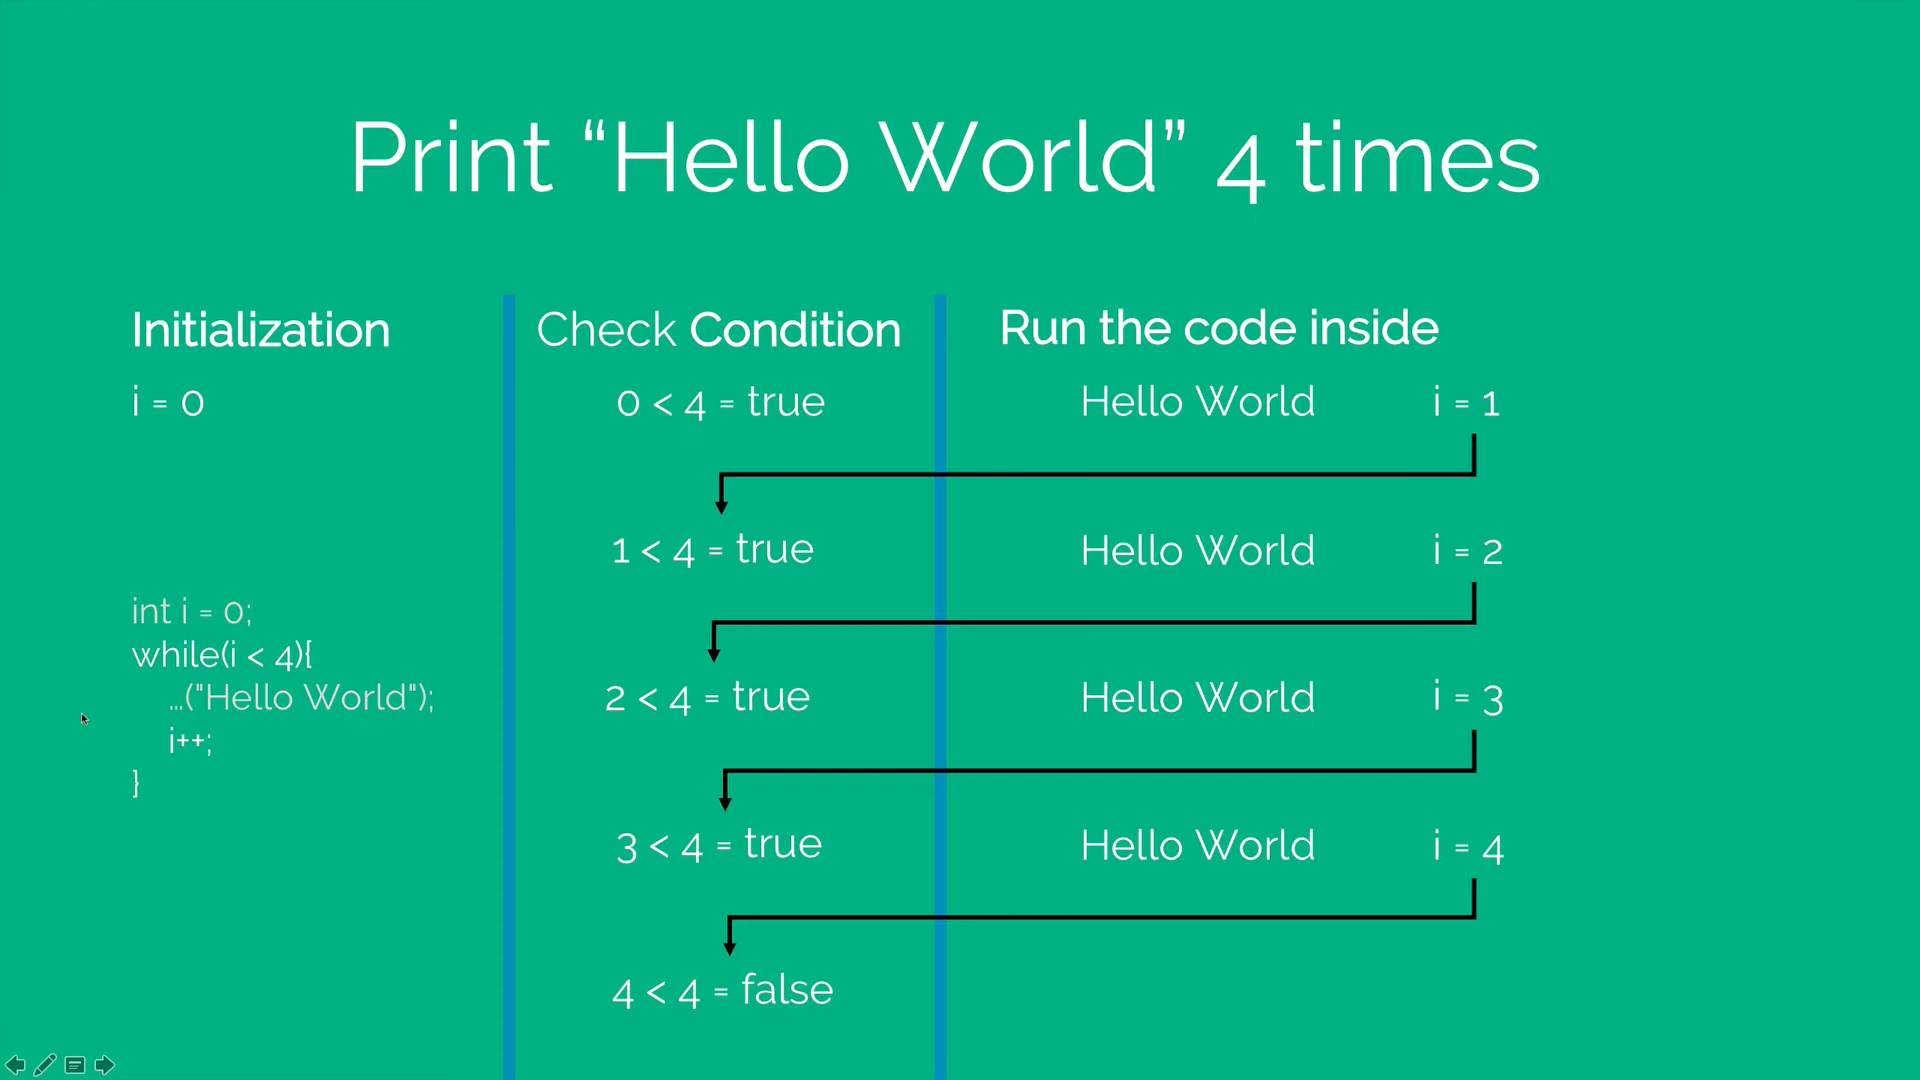 Print “Hello World” 4 times
Initialization
Check Condition
Run the code inside
i = 0
0 < 4 = true
Hello World
i = 1
1 < 4 = true
Hello World
i = 2
int i = 0;
while(i < 4){
...("Hello World");
i++;
}
2 < 4 = true
Hello World
i = 3
3 < 4 = true
Hello World
i = 4
4 < 4 = false